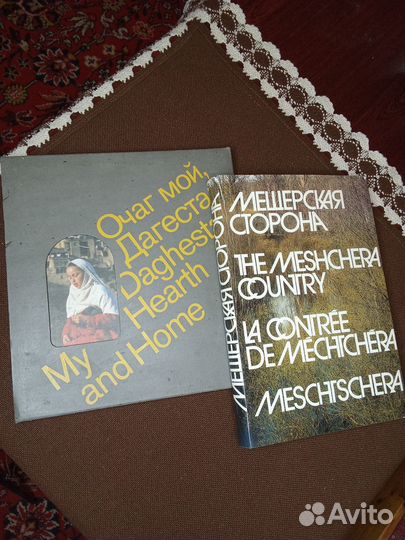 Очаг мой,
Дагеста
Daghesta
My Hearth
and Home
МЕЩЕРСКАЯ СТОРОНА
МЕЩЕРСКАЯ
СТОРОНА
THE MESHCHERA
COUNTRY
LA CONTRÉE
DE MECHTCHÉRA
MESCHTSCHERA
Avito